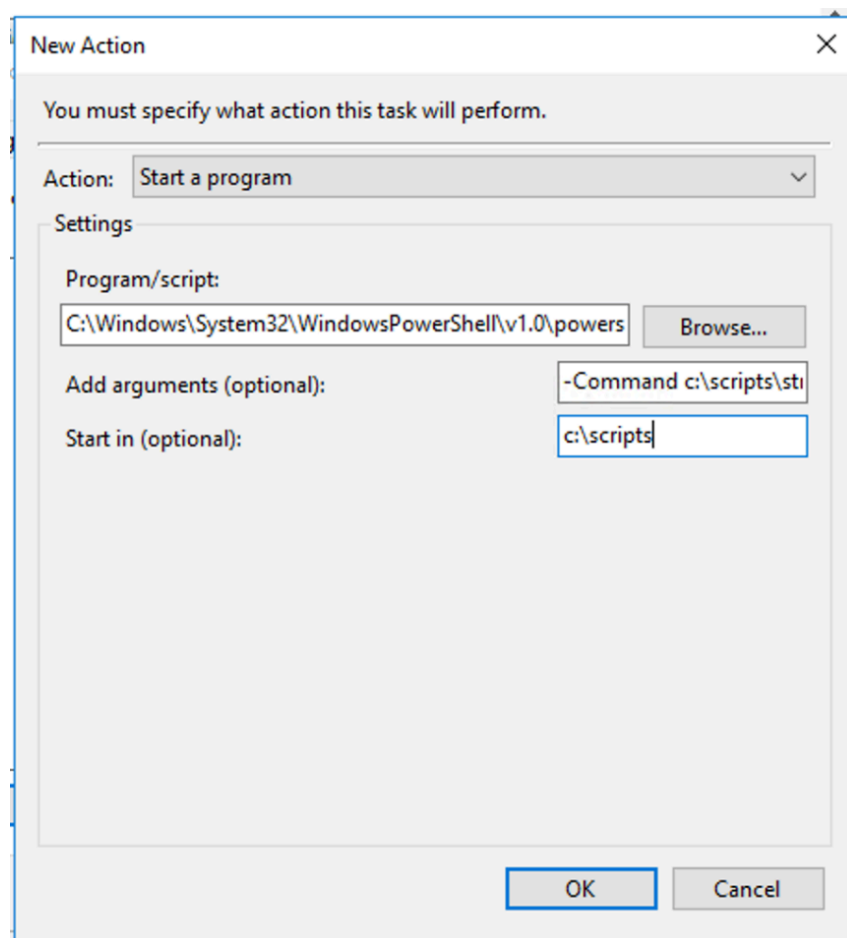 New Action
You must specify what action this task will perform.
Action: Start a program
Settings
Program/script:
C:\Windows\System32\WindowsPowerShell\v1.0\powers Browse...
Add arguments (optional): -Command c:\scripts\str
Start in (optional): c:\scripts
OK Cancel